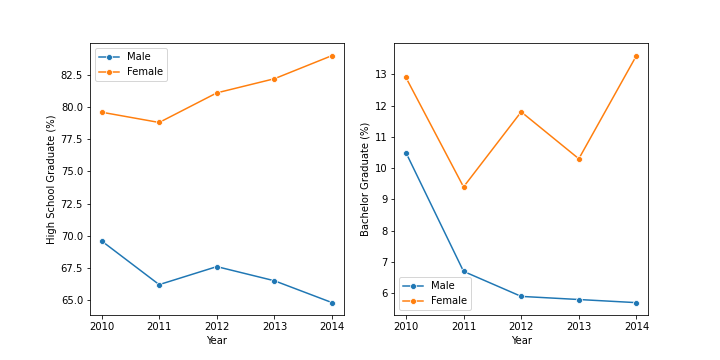 Male
Female
82.5
80.0
77.5
75.0
72.5
70.0
67.5
65.0
High School Graduate (%)
2010 2011 2012 2013 2014
Year
13
12
11
10
9
8
7
6
Bachelor Graduate (%)
Male
Female
2010 2011 2012 2013 2014
Year